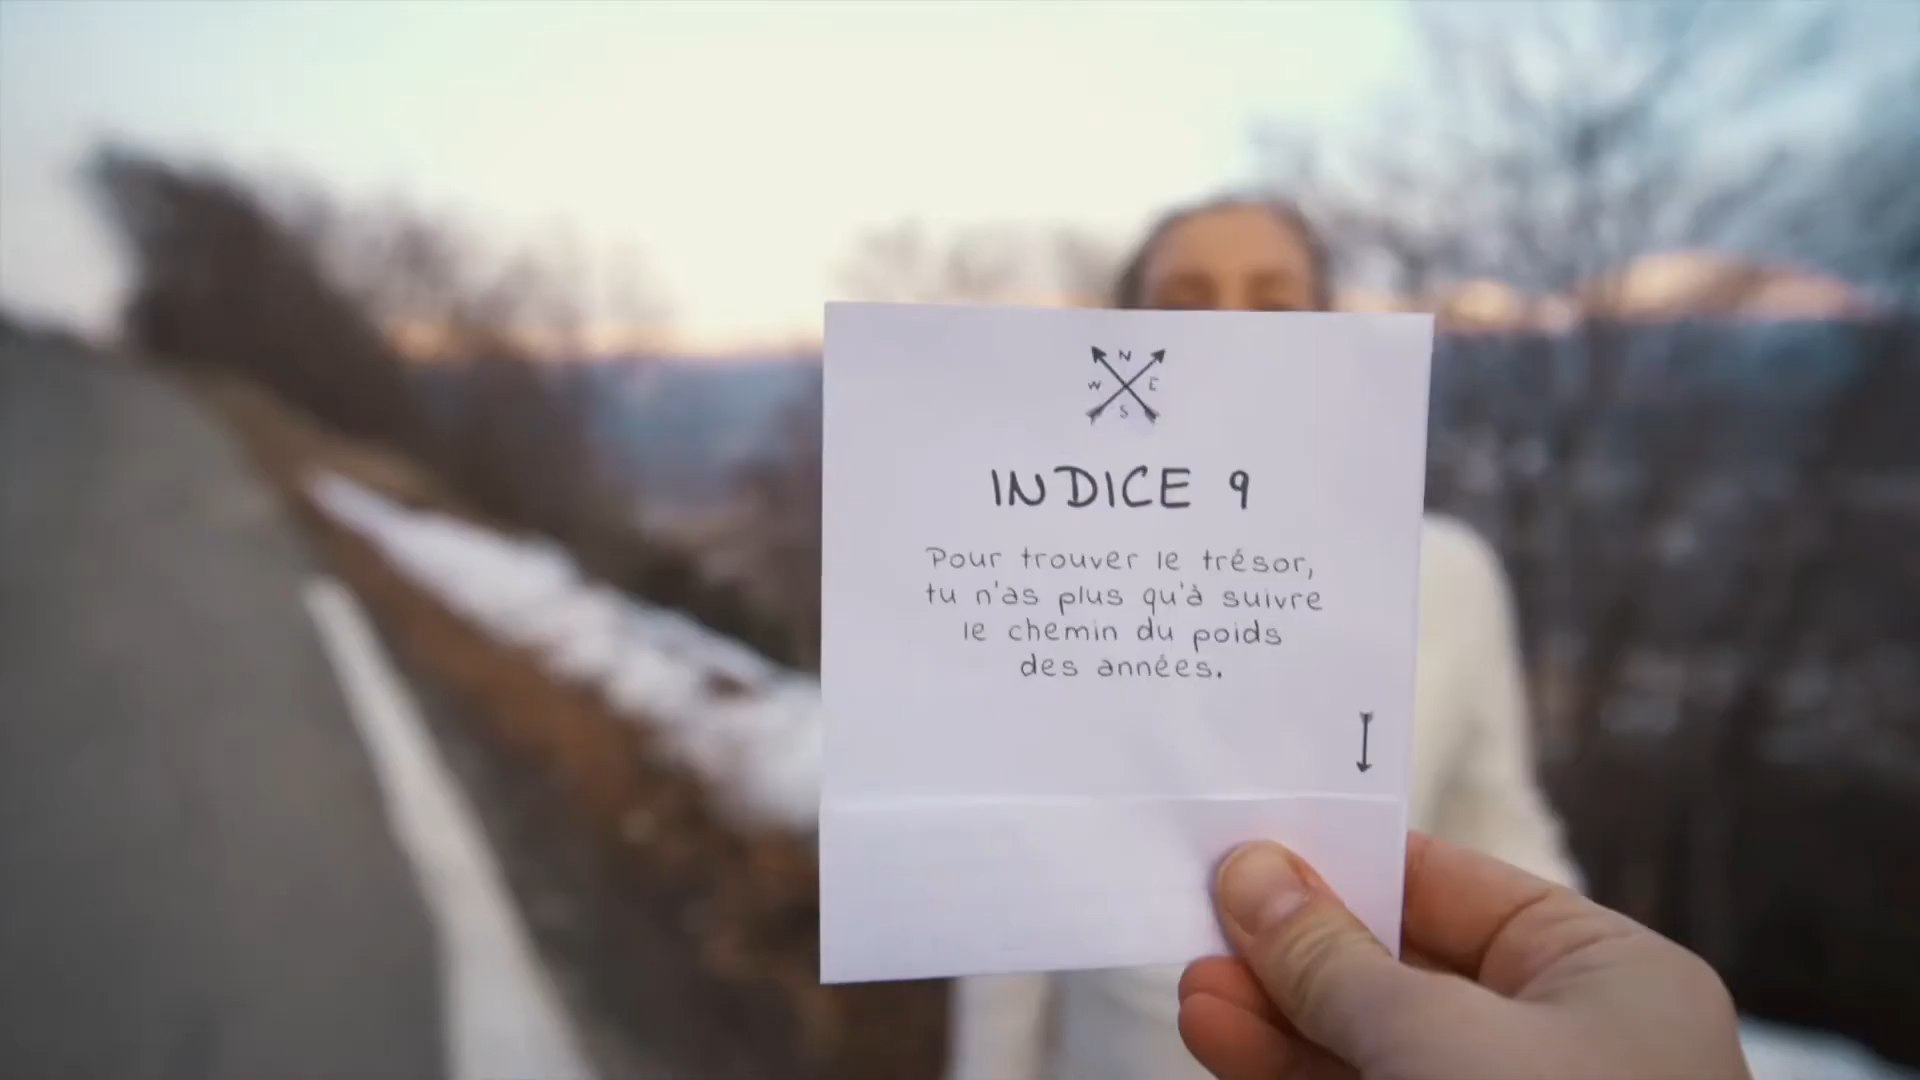 N
W E
S
INDICE 9
Pour trouver le trésor,
tu n'as plus qu'à suivre
le chemin du poids
des années.